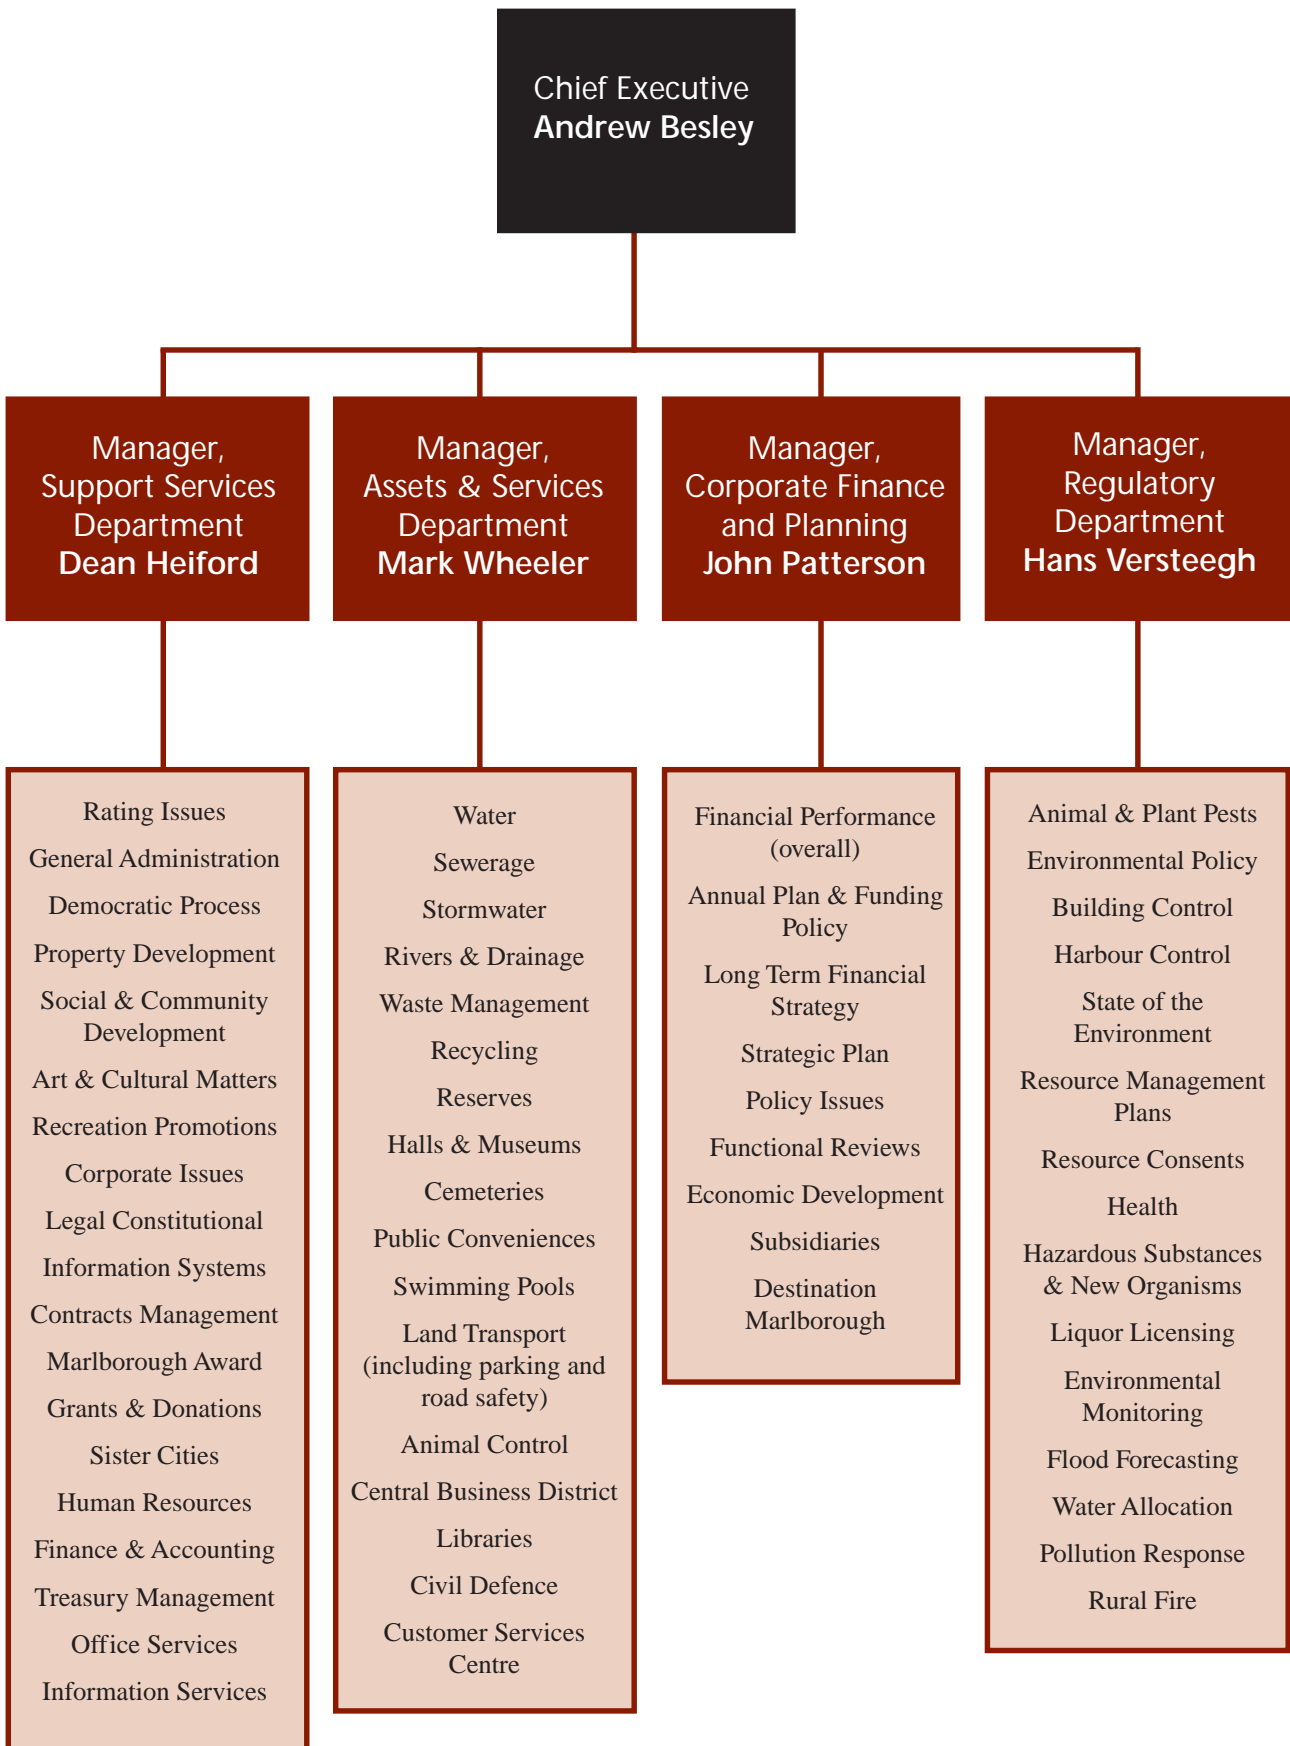 Chief Executive
Andrew Besley
Manager,
Support Services
Department
Dean Heiford
Manager,
Assets & Services
Department
Mark Wheeler
Manager,
Corporate Finance
and Planning
John Patterson
Manager,
Regulatory
Department
Hans Versteegh
Rating Issues
General Administration
Democratic Process
Property Development
Social & Community
Development
Art & Cultural Matters
Recreation Promotions
Corporate Issues
Legal Constitutional
Information Systems
Contracts Management
Marlborough Award
Grants & Donations
Sister Cities
Human Resources
Finance & Accounting
Treasury Management
Office Services
Information Services
Water
Sewerage
Stormwater
Rivers & Drainage
Waste Management
Recycling
Reserves
Halls & Museums
Cemeteries
Public Conveniences
Swimming Pools
Land Transport
(including parking and
road safety)
Animal Control
Central Business District
Libraries
Civil Defence
Customer Services
Centre
Financial Performance
(overall)
Annual Plan & Funding
Policy
Long Term Financial
Strategy
Strategic Plan
Policy Issues
Functional Reviews
Economic Development
Subsidiaries
Destination
Marlborough
Animal & Plant Pests
Environmental Policy
Building Control
Harbour Control
State of the
Environment
Resource Management
Plans
Resource Consents
Health
Hazardous Substances
& New Organisms
Liquor Licensing
Environmental
Monitoring
Flood Forecasting
Water Allocation
Pollution Response
Rural Fire